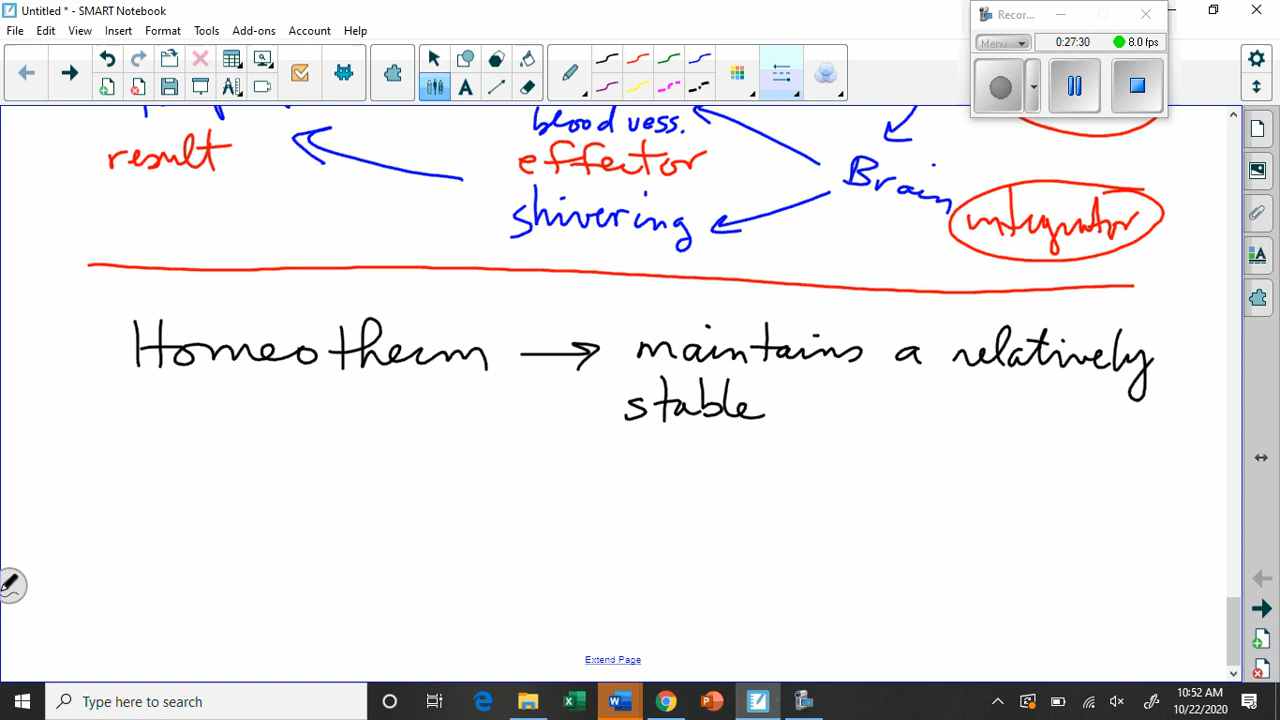 Untitled * - SMART Notebook
File Edit View Insert Format Tools Add-ons Account Help
Recor...
Menu
0:27:30
8.0 fps
blood vess.
result
effector
Brain
shivering
integrator
Homeotherm → maintains a relatively
stable
Extend Page
Type here to search
10:52 AM
10/22/2020